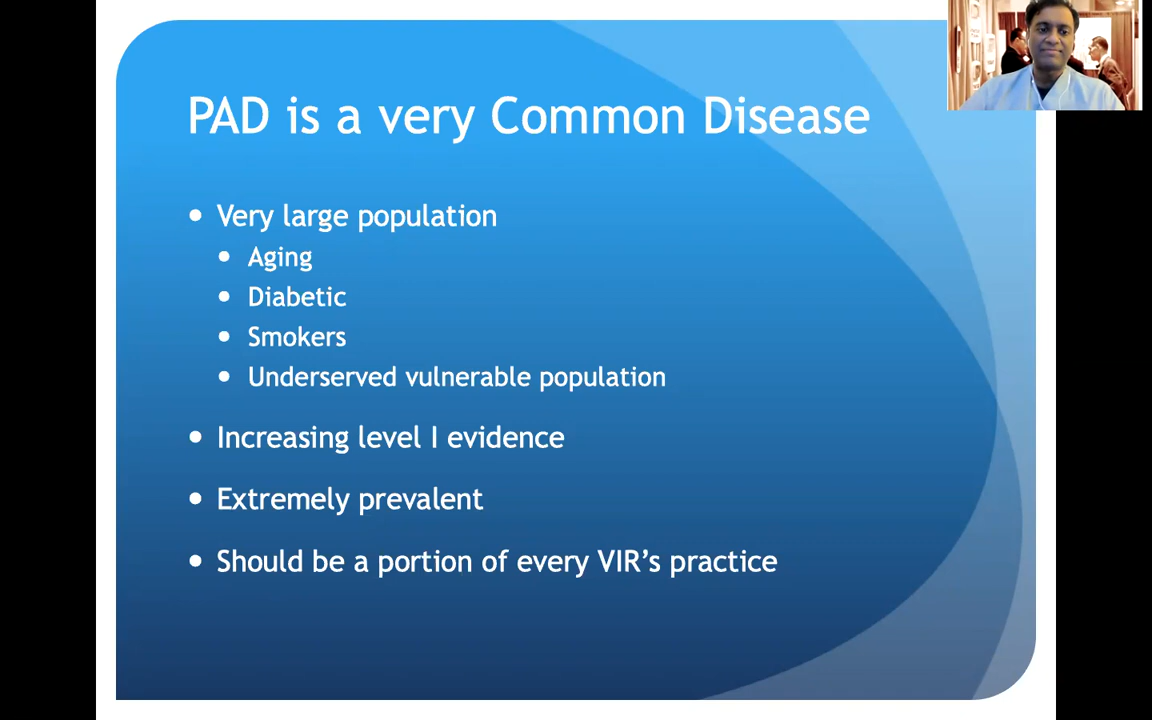 PAD is a very Common Disease
• Very large population
• Aging
• Diabetic
• Smokers
• Underserved vulnerable population
• Increasing level I evidence
• Extremely prevalent
• Should be a portion of every VIR’s practice